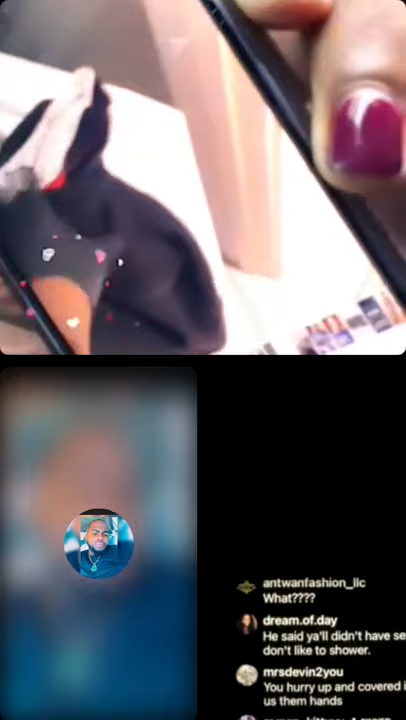 antwanfashion_llc
What????
dream.of.day
He said ya'll didn't have se
don't like to shower.
mrsdevin2you
You hurry up and covered i
us them hands